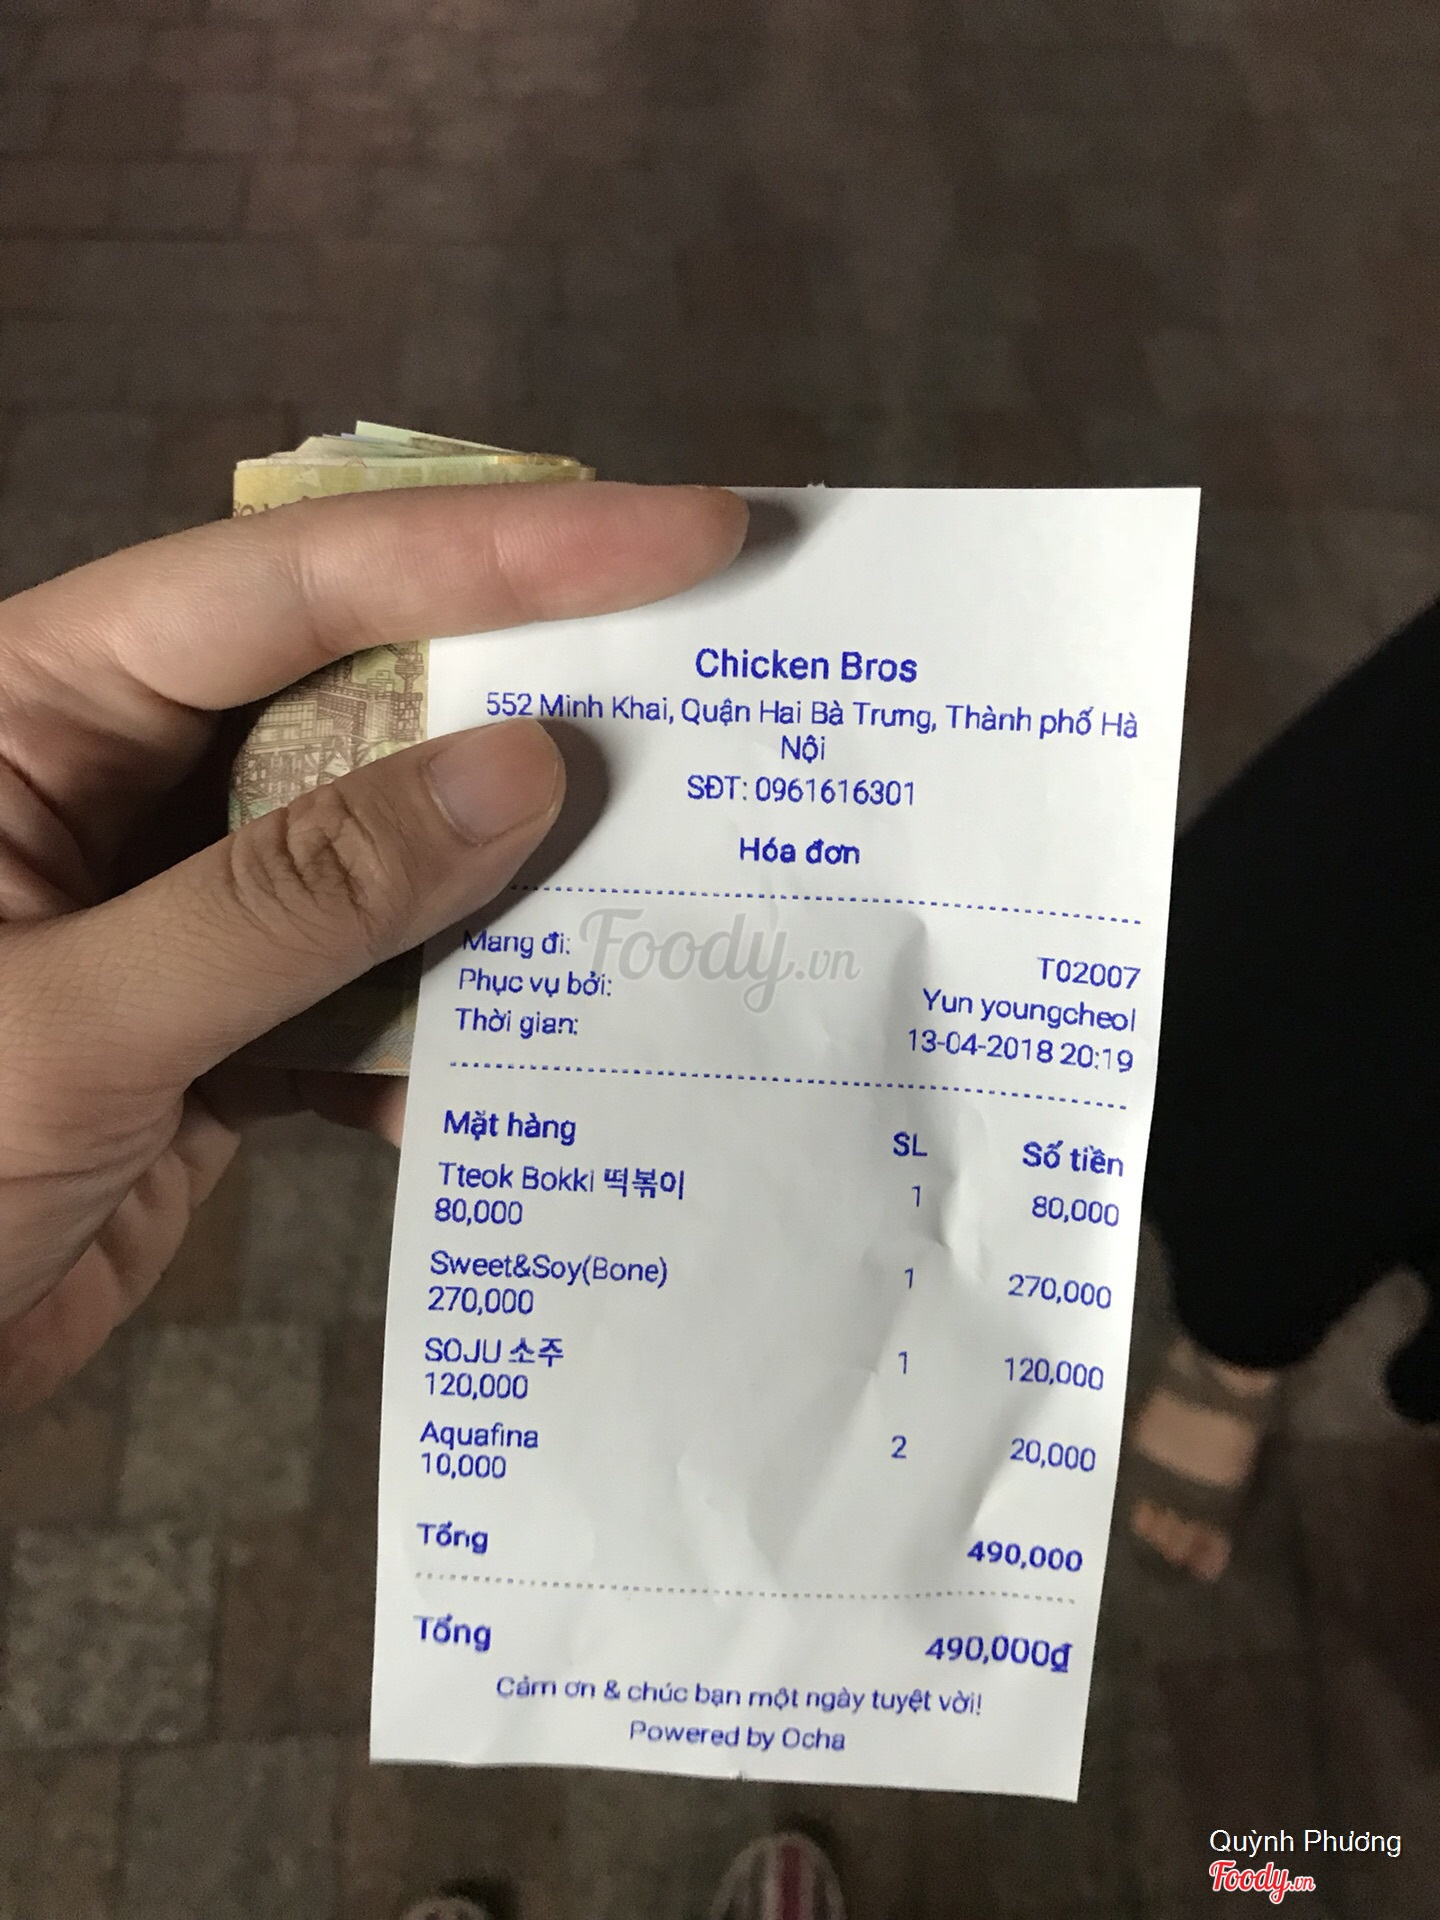 Chicken Bros
552 Minh Khai, Quận Hai Bà Trưng, Thành phố Hà
Nội
SĐT: 0961616301
Hóa đơn
Foody.vn
Mang đi: T02007
Phục vụ bởi: Yun youngcheol
Thời gian: 13-04-2018 20:19
Mặt hàng SL Số tiền
Tteok Bokki 떡볶이 1 80,000
80,000
Sweet&Soy(Bone) 1 270,000
270,000
SOJU 소주 1 120,000
120,000
Aquafina 2 20,000
10,000
Tổng 490,000
Tổng 490,000₫
Cảm ơn & chúc bạn một ngày tuyệt vời!
Powered by Ocha
Quỳnh Phương
Foody.vn